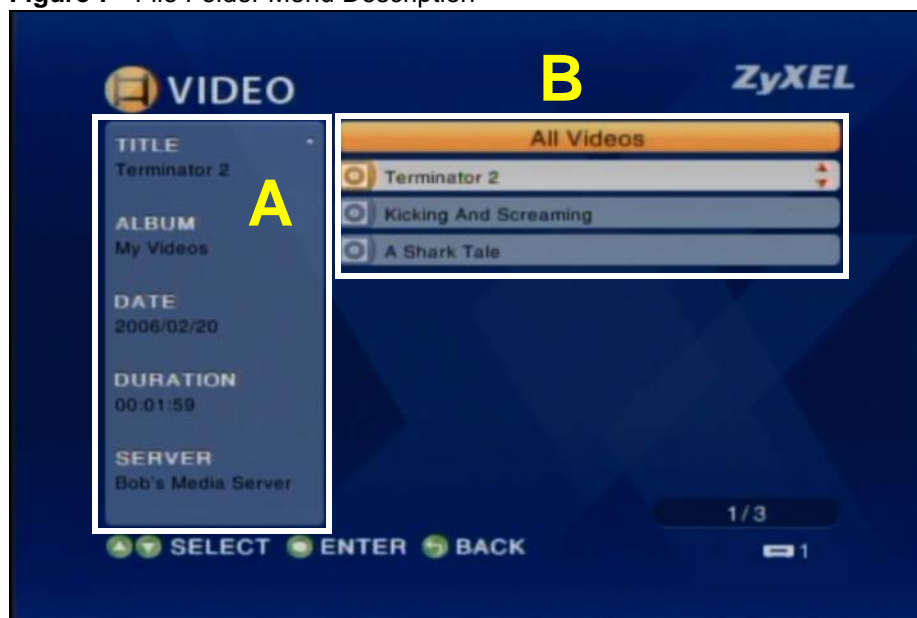 VIDEO
B
ZyXEL
TITLE
Terminator 2
A
ALBUM
My Videos
DATE
2006/02/20
DURATION
00:01:59
SERVER
Bob's Media Server
All Videos
Terminator 2
Kicking And Screaming
A Shark Tale
1/3
SELECT ENTER BACK
1